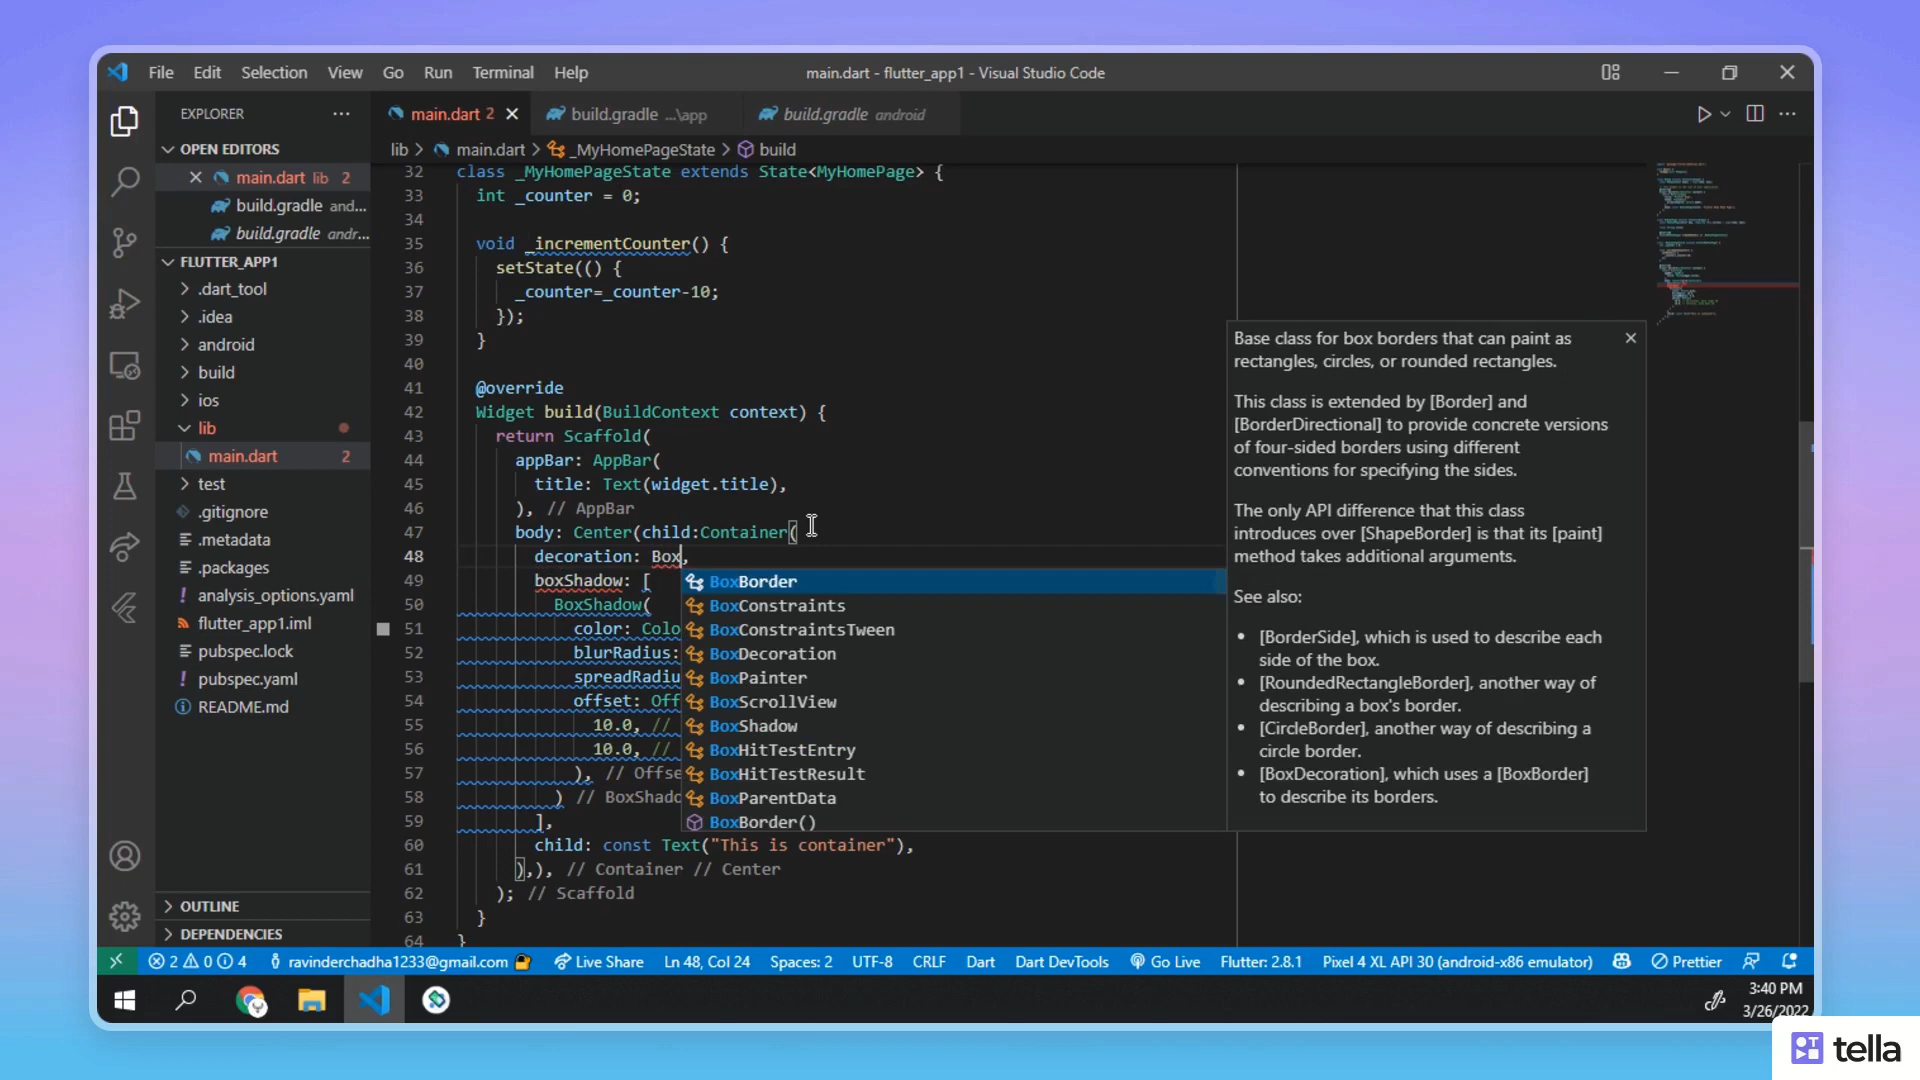 File Edit Selection View Go Run Terminal Help
main.dart - flutter_app1 - Visual Studio Code
EXPLORER
main.dart 2
build.gradle ...\app
build.gradle android
OPEN EDITORS
main.dart lib 2
build.gradle and...
build.gradle andr...
FLUTTER_APP1
.dart_tool
.idea
android
build
ios
lib
main.dart 2
test
.gitignore
.metadata
.packages
analysis_options.yaml
flutter_app1.iml
pubspec.lock
pubspec.yaml
README.md
OUTLINE
DEPENDENCIES
lib > main.dart > _MyHomePageState > build
32 class _MyHomePageState extends State<MyHomePage> {
33 int _counter = 0;
34
35 void _incrementCounter() {
36 setState(() {
37 _counter=_counter-10;
38 });
39 }
40
41 @override
42 Widget build(BuildContext context) {
43 return Scaffold(
44 appBar: AppBar(
45 title: Text(widget.title),
46 ), // AppBar
47 body: Center(child:Container(
48 decoration: Box,
49 boxShadow: [
50 BoxShadow(
51 color: Colo
52 blurRadius:
53 spreadRadiu
54 offset: Off
55 10.0, //
56 10.0, //
57 ), // Offse
58 ) // BoxShado
59 ],
60 child: const Text("This is container"),
61 ),), // Container // Center
62 ); // Scaffold
63 }
64 }
BoxBorder
BoxConstraints
BoxConstraintsTween
BoxDecoration
BoxPainter
BoxScrollView
BoxShadow
BoxHitTestEntry
BoxHitTestResult
BoxParentData
BoxBorder()
Base class for box borders that can paint as
rectangles, circles, or rounded rectangles.
This class is extended by [Border] and
[BorderDirectional] to provide concrete versions
of four-sided borders using different
conventions for specifying the sides.
The only API difference that this class
introduces over [ShapeBorder] is that its [paint]
method takes additional arguments.
See also:
• [BorderSide], which is used to describe each
side of the box.
• [RoundedRectangleBorder], another way of
describing a box's border.
• [CircleBorder], another way of describing a
circle border.
• [BoxDecoration], which uses a [BoxBorder]
to describe its borders.
2 0 4 ravinderchadha1233@gmail.com Live Share Ln 48, Col 24 Spaces: 2 UTF-8 CRLF Dart Dart DevTools Go Live Flutter: 2.8.1 Pixel 4 XL API 30 (android-x86 emulator) Prettier
3:40 PM
3/26/2022
tella